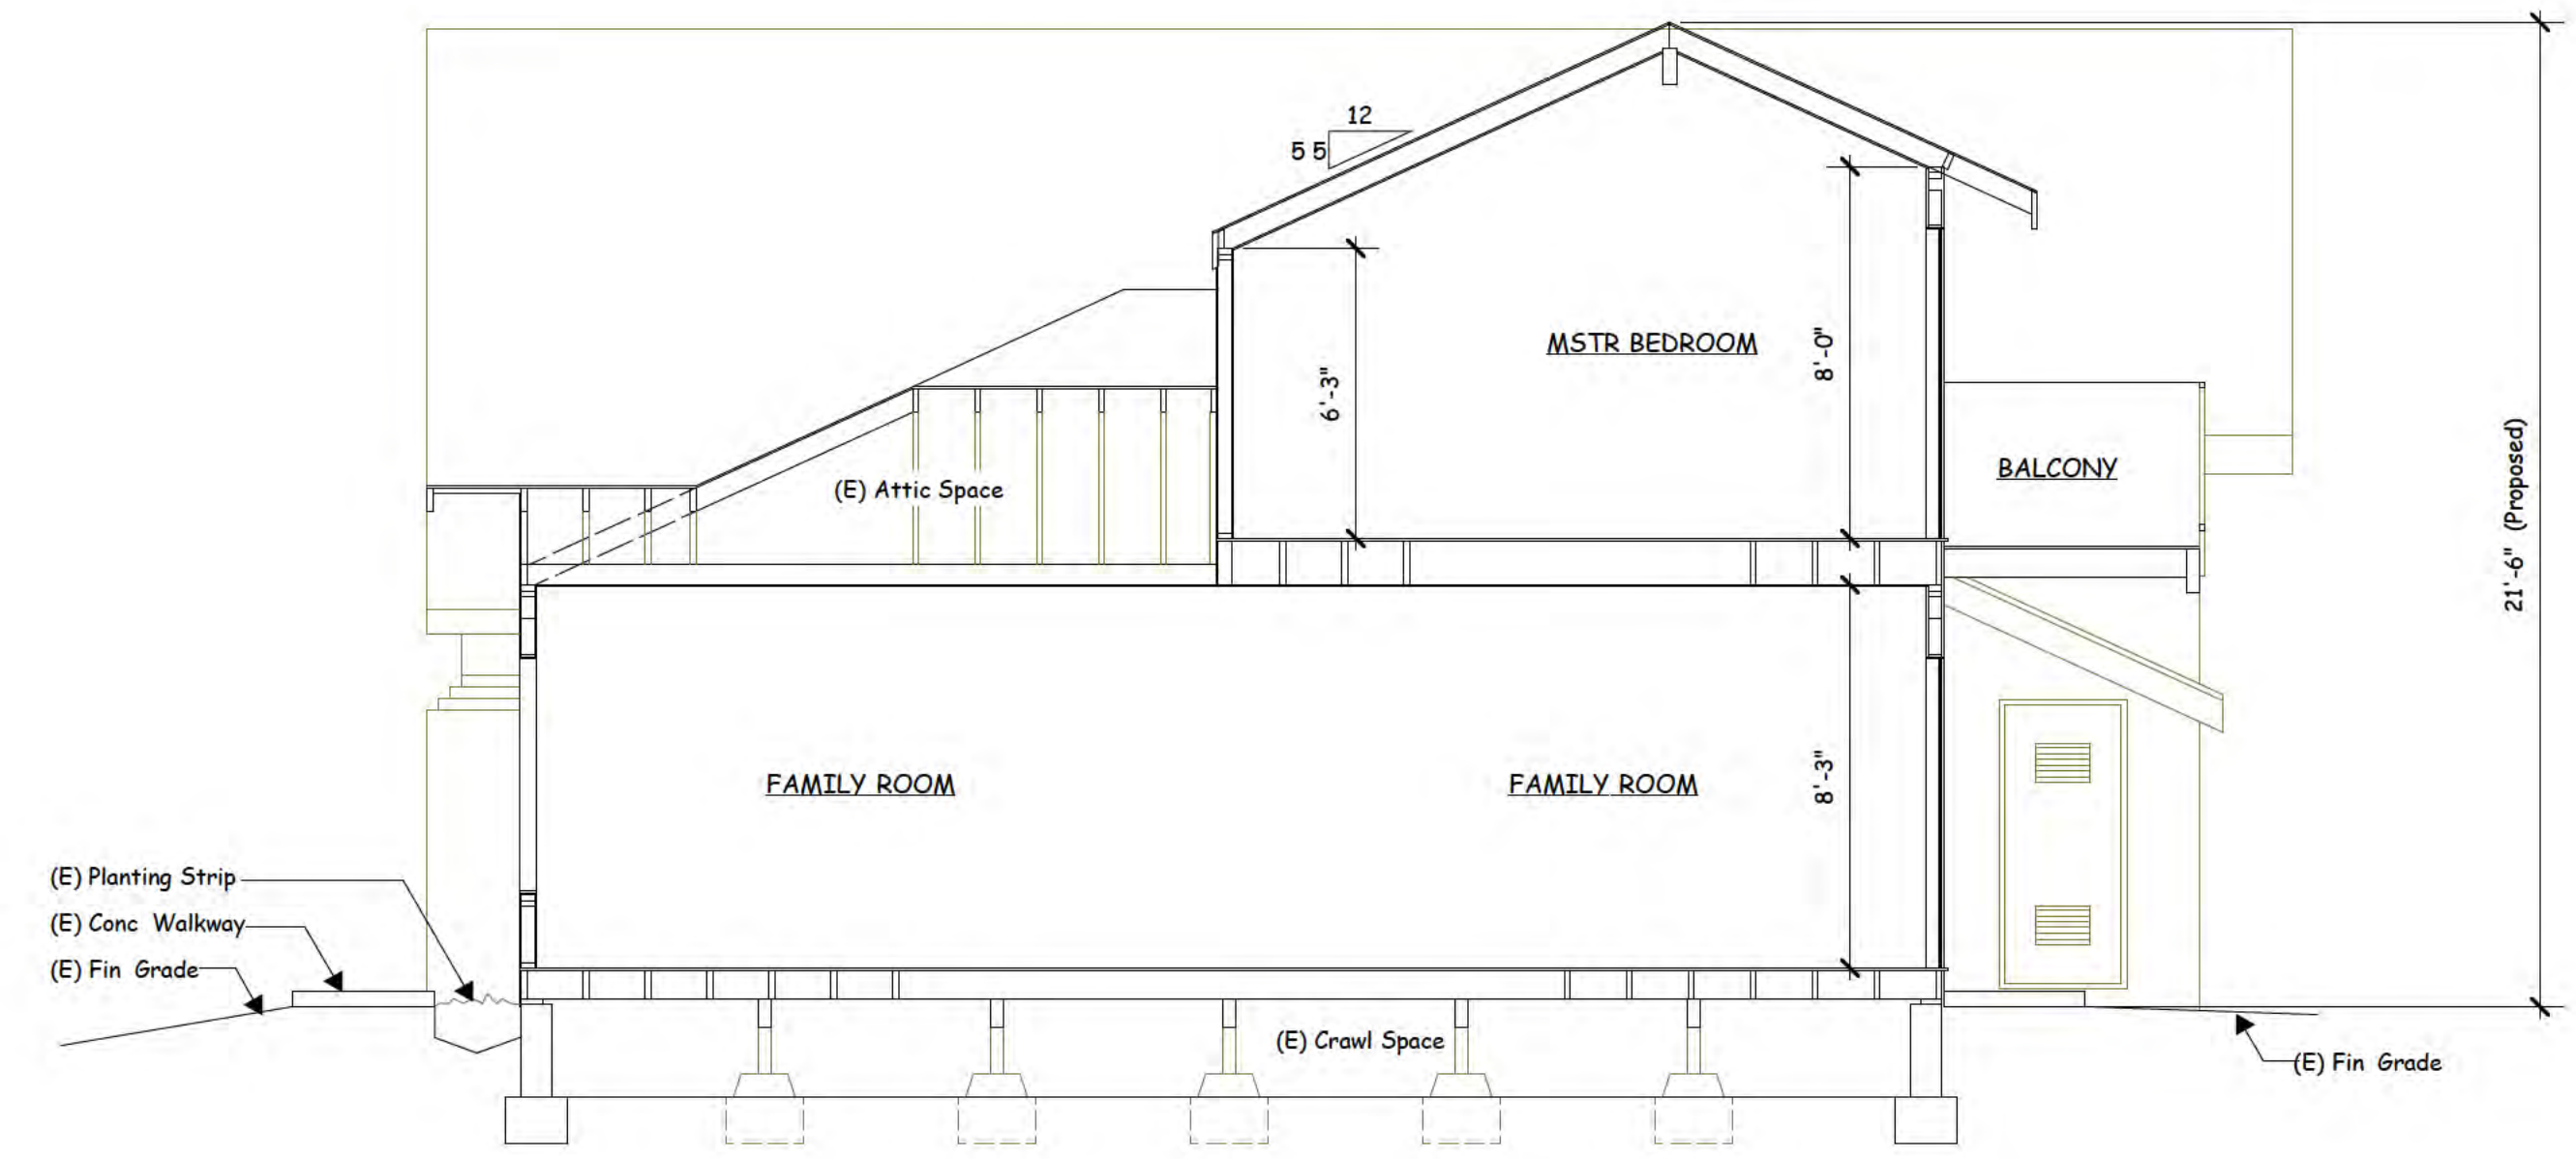 12
5 5
MSTR BEDROOM
8'-0"
6'-3"
BALCONY
(E) Attic Space
21'-6" (Proposed)
FAMILY ROOM
FAMILY ROOM
8'-3"
(E) Planting Strip
(E) Conc Walkway
(E) Fin Grade
(E) Crawl Space
(E) Fin Grade